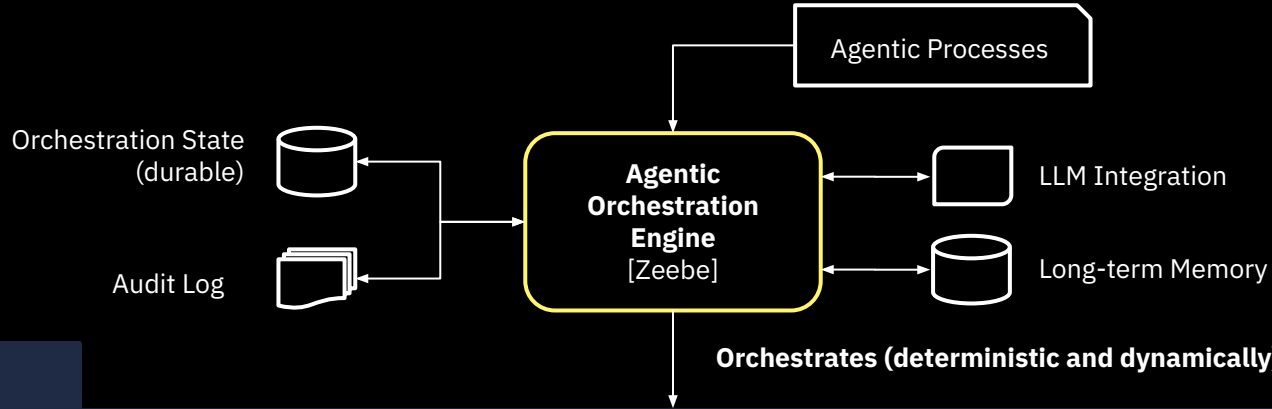 Agentic Processes
Orchestration State
(durable)
Agentic
Orchestration
Engine
[Zeebe]
LLM Integration
Audit Log
Long-term Memory
Orchestrates (deterministic and dynamically)